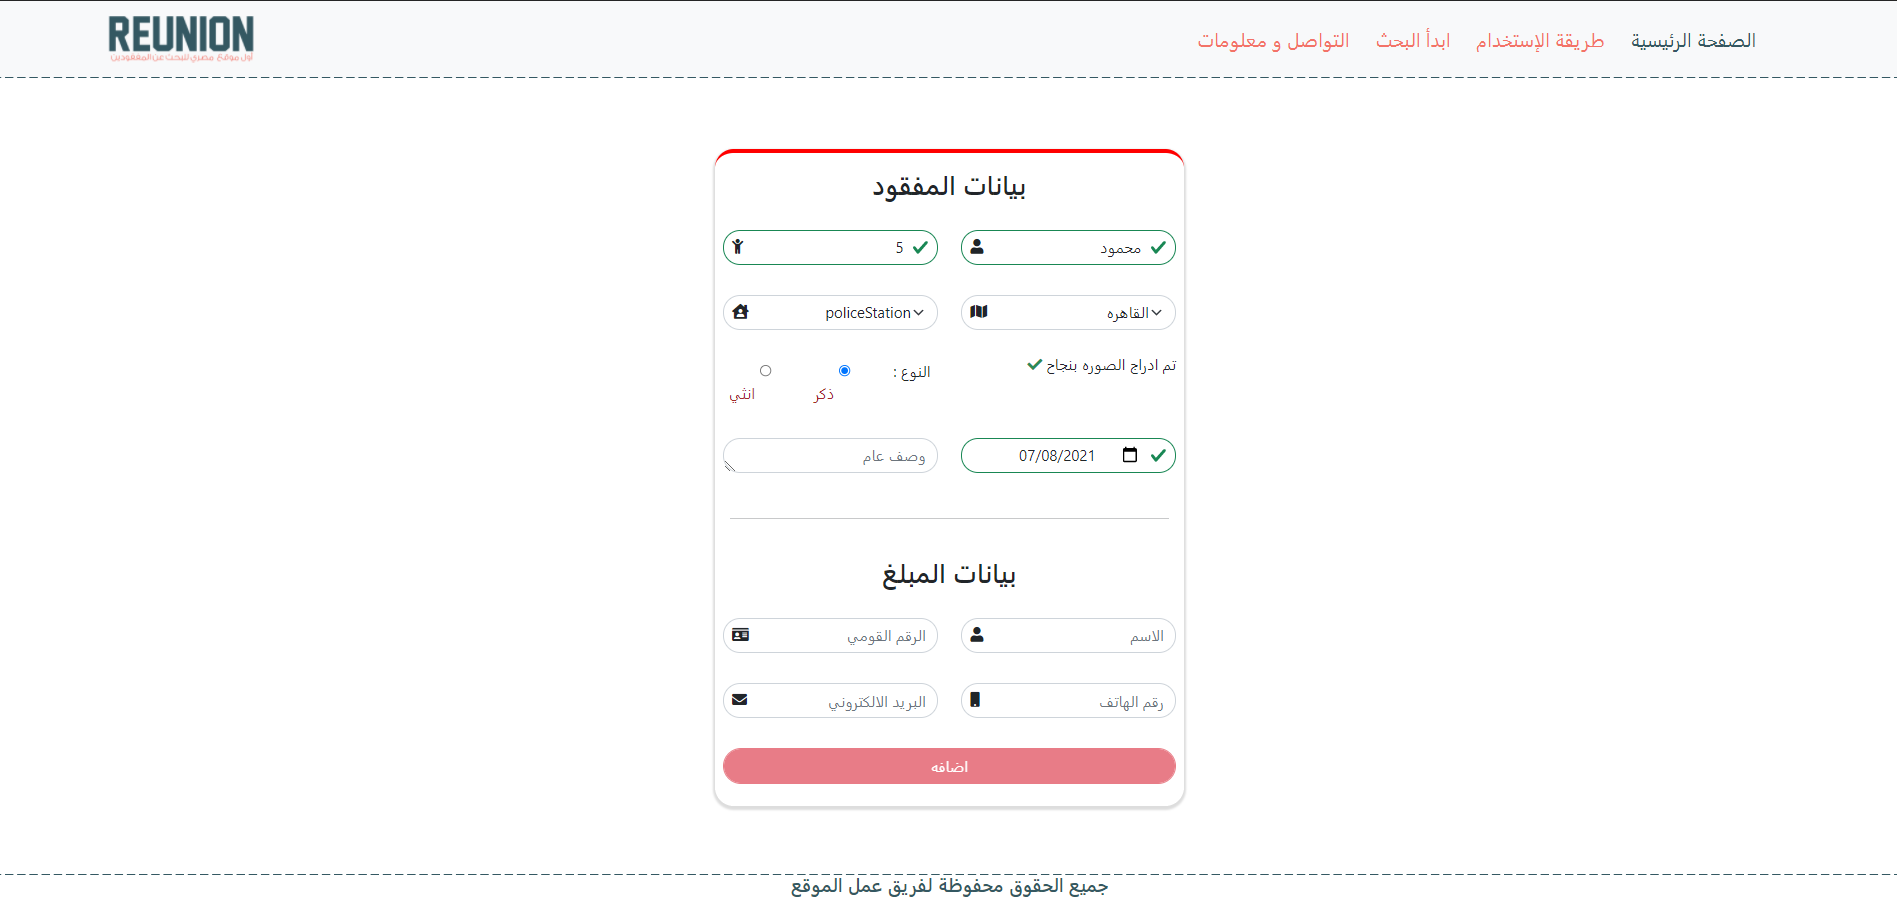 الصفحة الرئيسية
طريقة الإستخدام
ابدأ البحث
التواصل و معلومات
REUNION
اول موقع مصري للبحث عن المفقودين
بيانات المفقود
محمود
5
القاهره
policeStation
تم ادراج الصوره بنجاح
النوع :
ذكر
انثي
07/08/2021
وصف عام
بيانات المبلغ
الاسم
الرقم القومي
رقم الهاتف
البريد الالكتروني
اضافه
جميع الحقوق محفوظة لفريق عمل الموقع